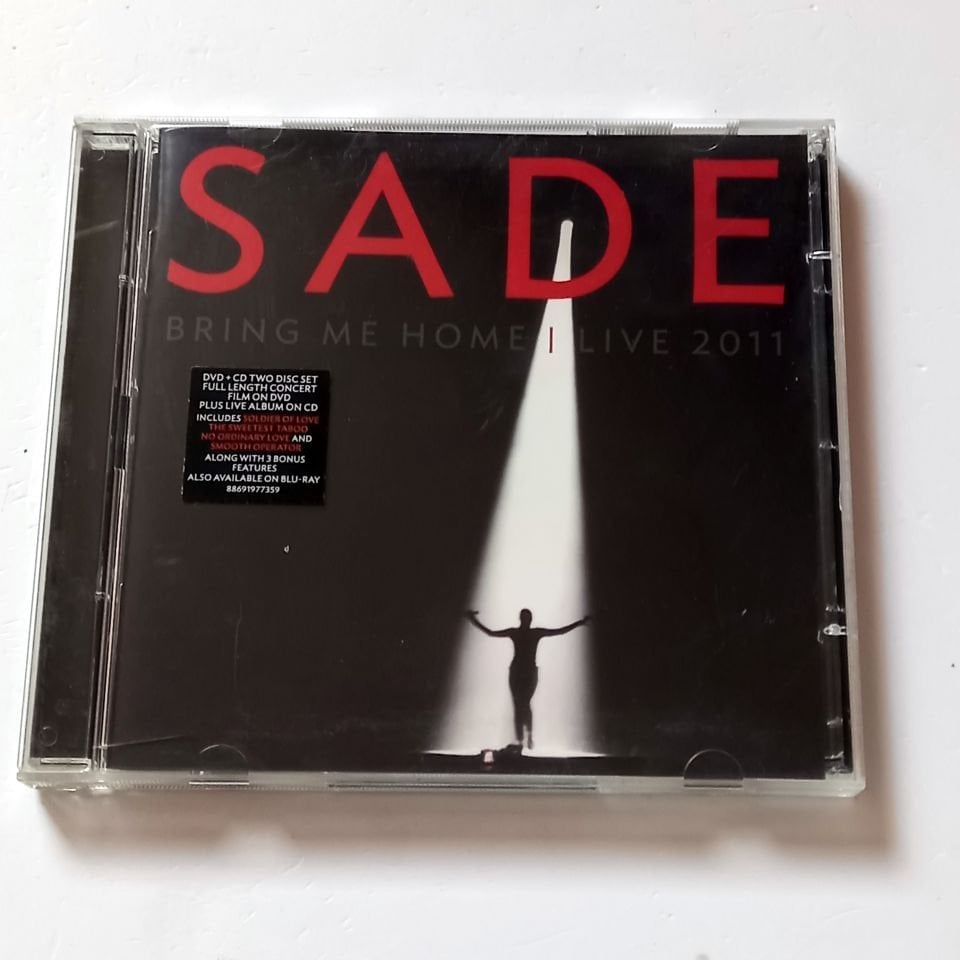 SADE
BRING ME HOME | LIVE 2011
DVD + CD TWO DISC SET
FULL LENGTH CONCERT
FILM ON DVD
PLUS LIVE ALBUM ON CD
INCLUDES SOLDIER OF LOVE
THE SWEETEST TABOO
NO ORDINARY LOVE AND
SMOOTH OPERATOR
ALONG WITH 3 BONUS
FEATURES
ALSO AVAILABLE ON BLU-RAY
88691977359